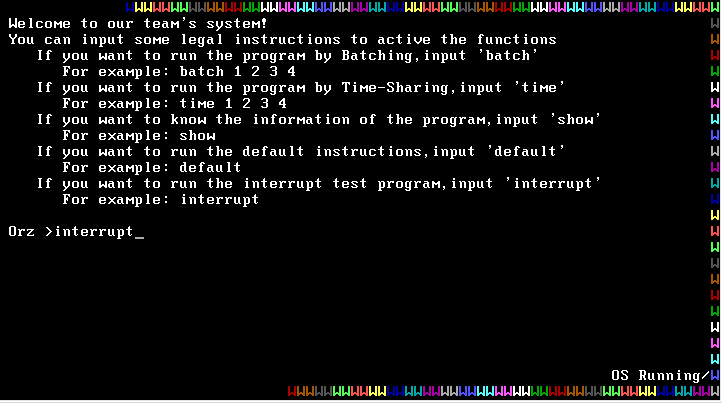 Welcome to our team's system!
You can input some legal instructions to active the functions
If you want to run the program by Batching,input 'batch'
For example: batch 1 2 3 4
If you want to run the program by Time-Sharing,input 'time'
For example: time 1 2 3 4
If you want to know the information of the program,input 'show'
For example: show
If you want to run the default instructions,input 'default'
For example: default
If you want to run the interrupt test program,input 'interrupt'
For example: interrupt
Orz >interrupt_
OS Running/